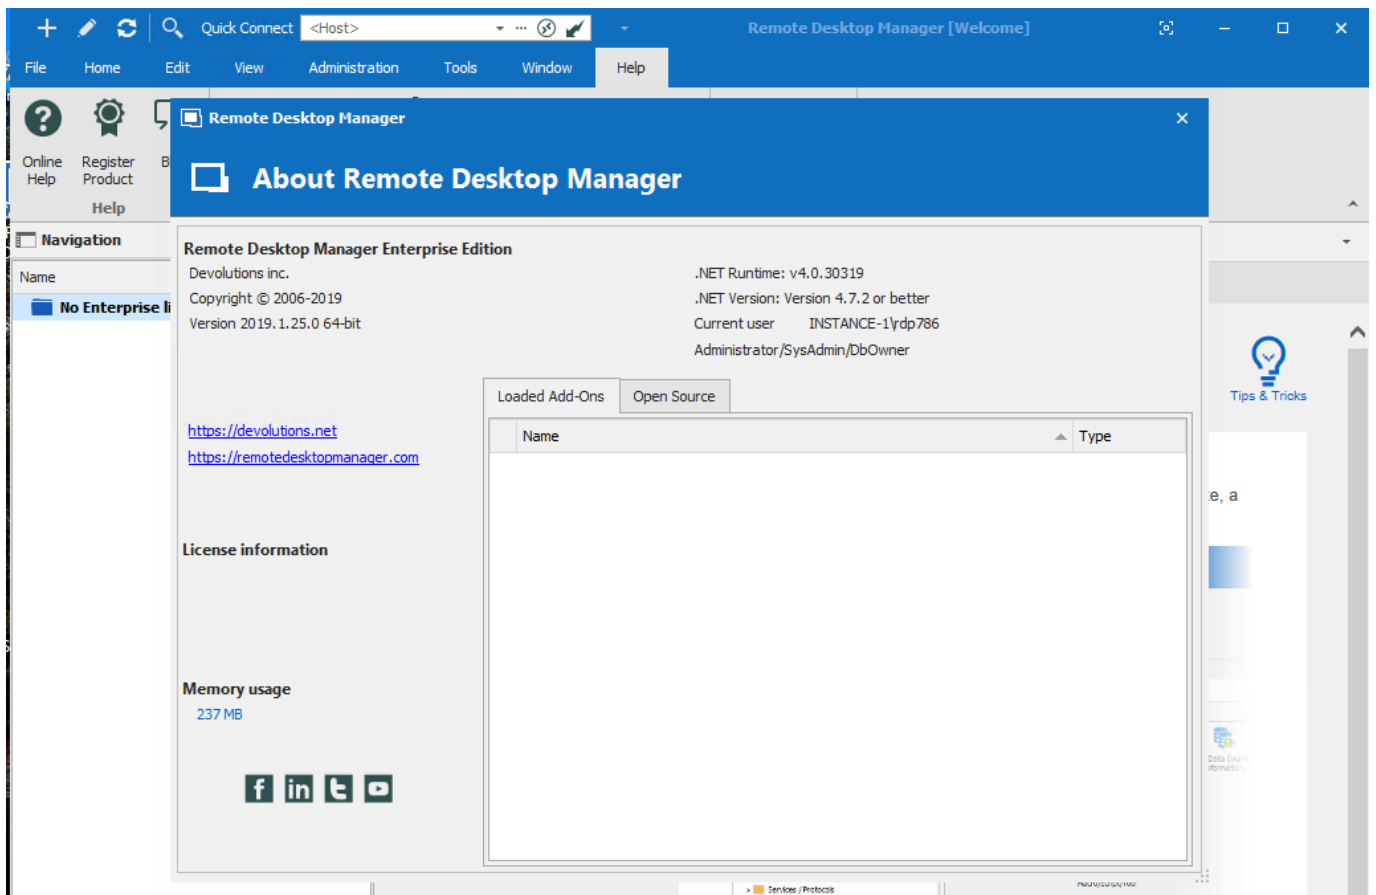 Quick Connect <Host> Remote Desktop Manager [Welcome]
File Home Edit View Administration Tools Window Help
Remote Desktop Manager
Online Help
Register Product
About Remote Desktop Manager
Help
Navigation
Name
No Enterprise li
Remote Desktop Manager Enterprise Edition
Devolutions inc.
Copyright © 2006-2019
Version 2019.1.25.0 64-bit
.NET Runtime: v4.0.30319
.NET Version: Version 4.7.2 or better
Current user INSTANCE-1\rdp786
Administrator/SysAdmin/DbOwner
Tips & Tricks
Loaded Add-Ons Open Source
Name Type
https://devolutions.net
https://remotedesktopmanager.com
e, a
License information
Memory usage
237 MB
Services / Protocols